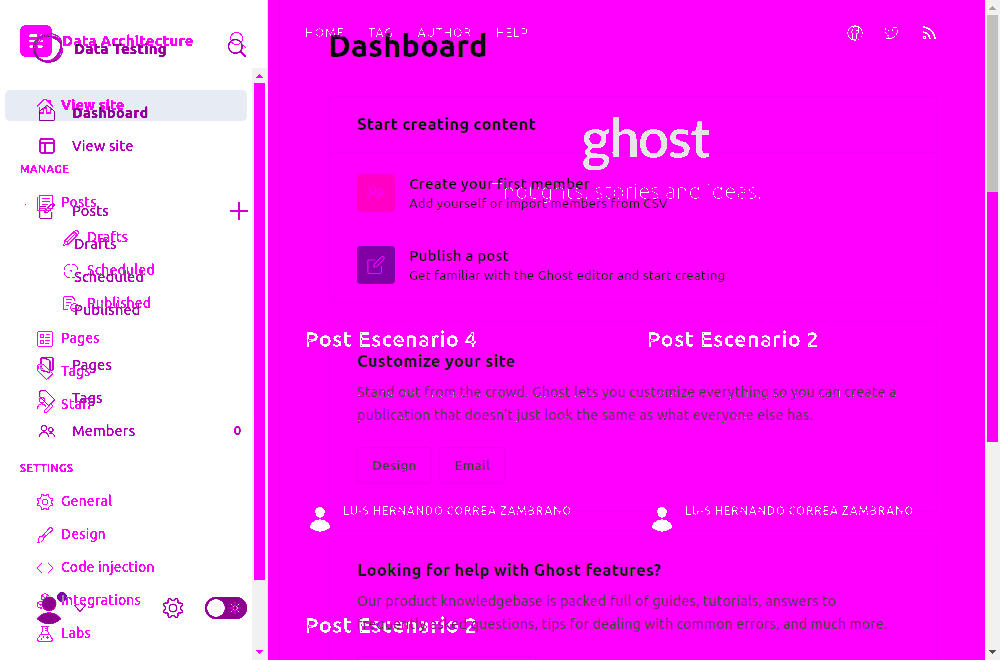 Data Architecture
Data Testing
View site
Dashboard
View site
MANAGE
Posts
Posts
Drafts
Drafts
Scheduled
Scheduled
Published
Published
Pages
Pages
Tags
Tags
Staff
Members 0
SETTINGS
General
Design
Code injection
Integrations
Labs
HOME TAG AUTHOR HELP
Dashboard
Start creating content
ghost
Create your first member
Thoughts, stories and ideas.
Add yourself or import members from CSV
Publish a post
Get familiar with the Ghost editor and start creating
Post Escenario 4 Post Escenario 2
Customize your site
Stand out from the crowd. Ghost lets you customize everything so you can create a
publication that doesn't just look the same as what everyone else has.
Design Email
LUIS HERNANDO CORREA ZAMBRANO LUIS HERNANDO CORREA ZAMBRANO
Looking for help with Ghost features?
Our product knowledgebase is packed full of guides, tutorials, answers to
frequently asked questions, tips for dealing with common errors, and much more.
Post Escenario 2